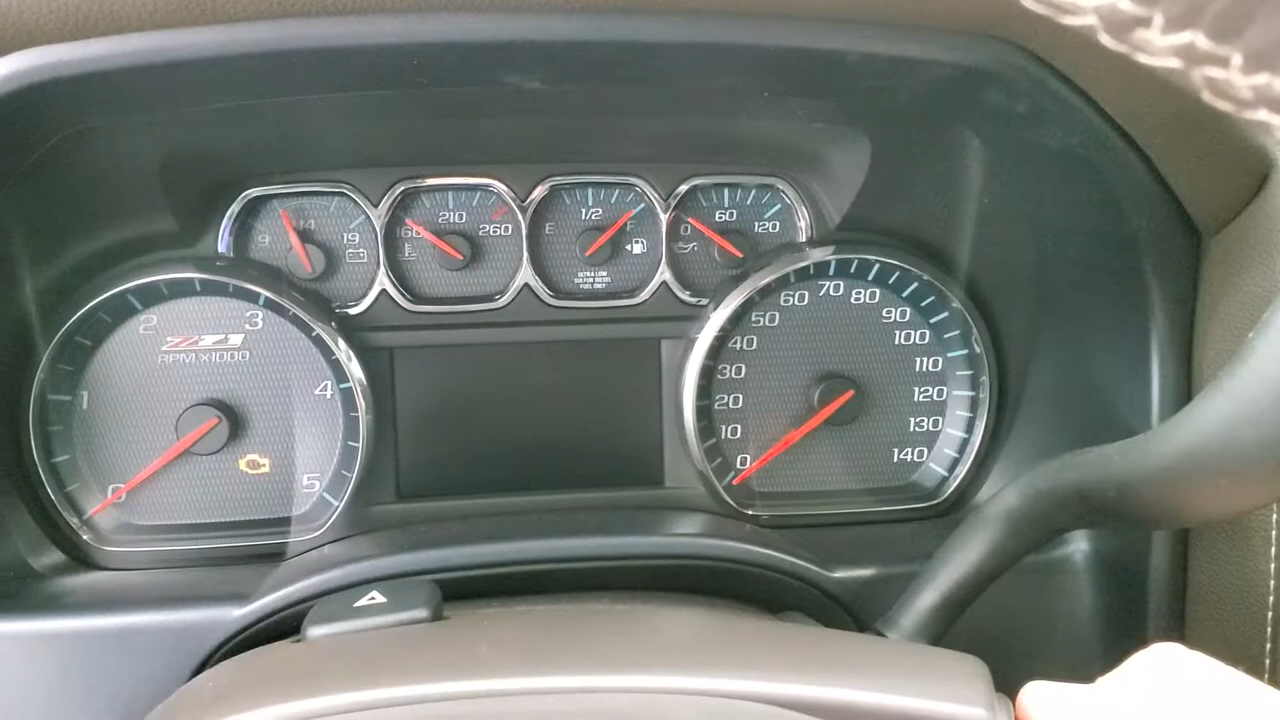 9 14 19
160 210 260
E 1/2 F
ULTRA LOW
SULFUR DIESEL
FUEL ONLY
0 60 120
0 1 2 3 4 5
Z71
RPM X1000
0 10 20 30 40 50 60 70 80 90 100 110 120 130 140